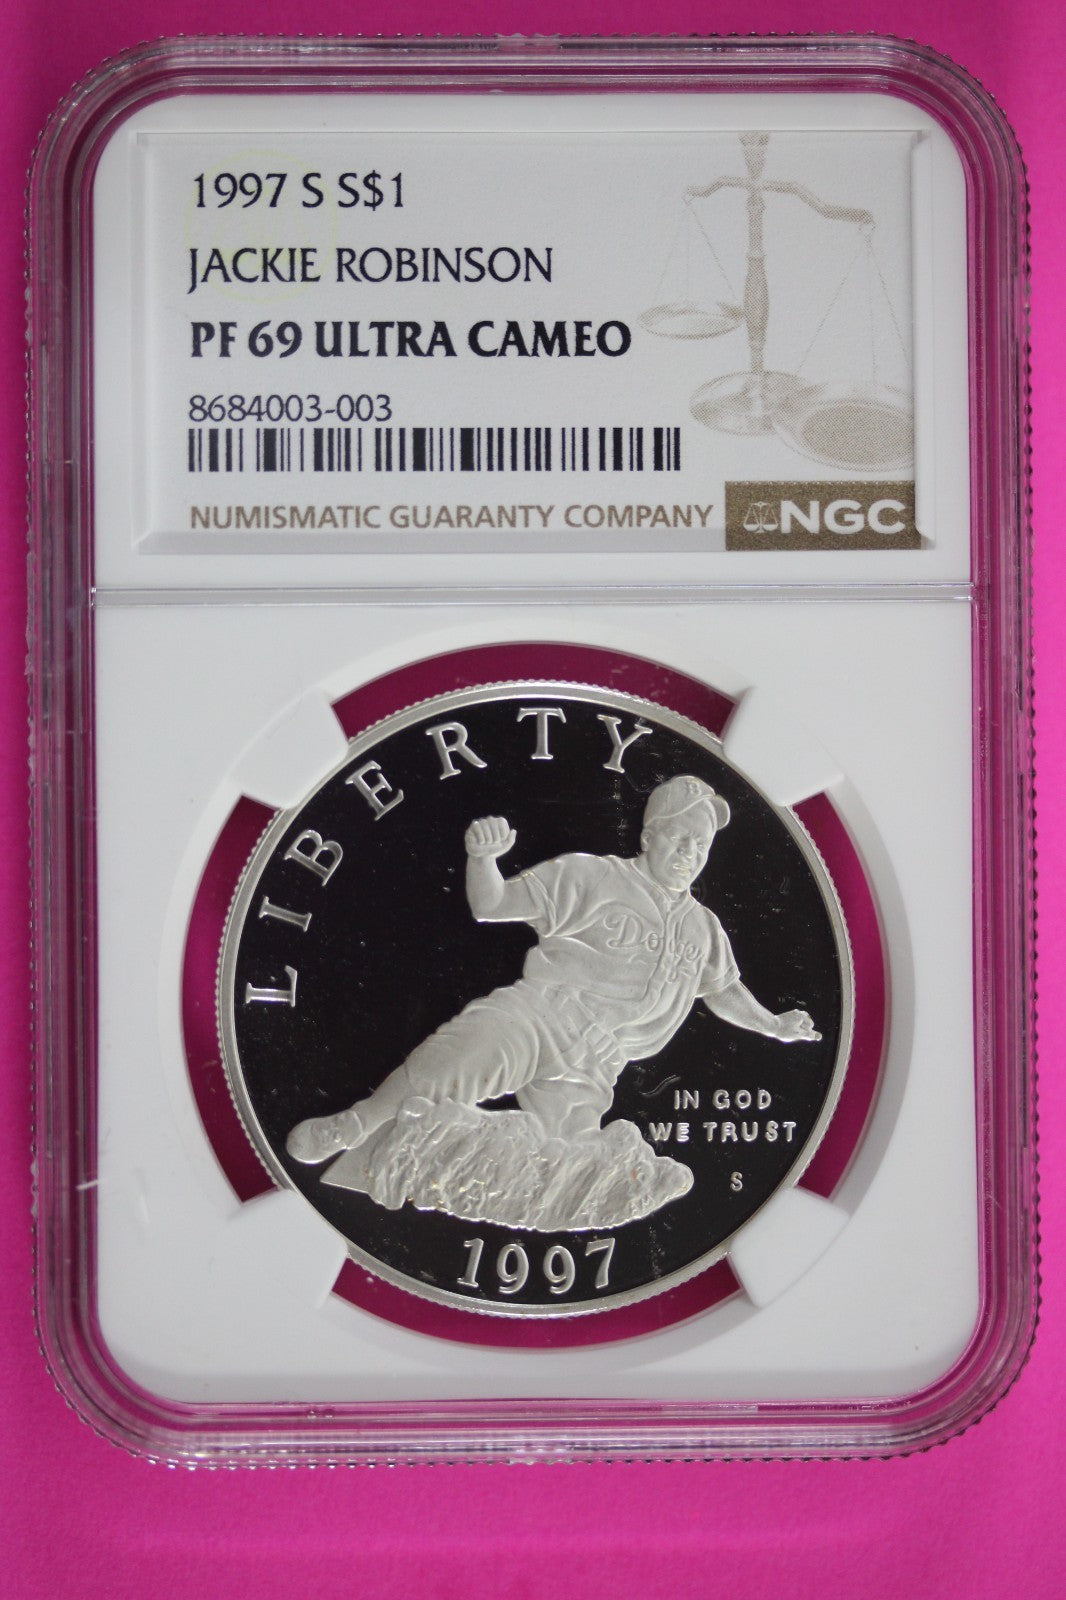 1997 S S$1
JACKIE ROBINSON
PF 69 ULTRA CAMEO
8684003-003
NUMISMATIC GUARANTY COMPANY NGC
LIBERTY
B
Dodgers
IN GOD
WE TRUST
S
1997